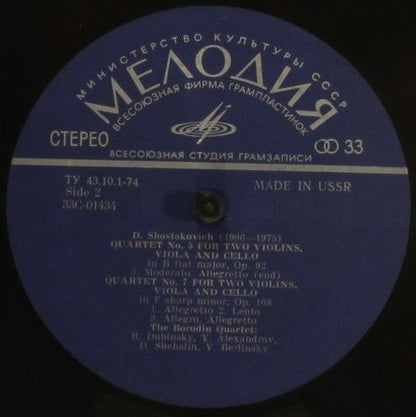 МИНИСТЕРСТВО КУЛЬТУРЫ СССР
МЕЛОДИЯ
ВСЕСОЮЗНАЯ ФИРМА ГРАМПЛАСТИНОК
СТЕРЕО
33
ВСЕСОЮЗНАЯ СТУДИЯ ГРАМЗАПИСИ
ТУ 43.10.1-74
Side 2
33С-01434
MADE IN USSR
D. Shostakovich (1906—1975)
QUARTET No. 5 FOR TWO VIOLINS,
VIOLA AND CELLO
in B flat major, Op. 92
3. Moderato. Allegretto (end)
QUARTET No. 7 FOR TWO VIOLINS,
VIOLA AND CELLO
in F sharp minor, Op. 108
1. Allegretto 2. Lento
3. Allegro. Allegretto
The Borodin Quartet:
R. Dubinsky, Y. Alexandrov,
D. Shebalin, V. Berlinsky